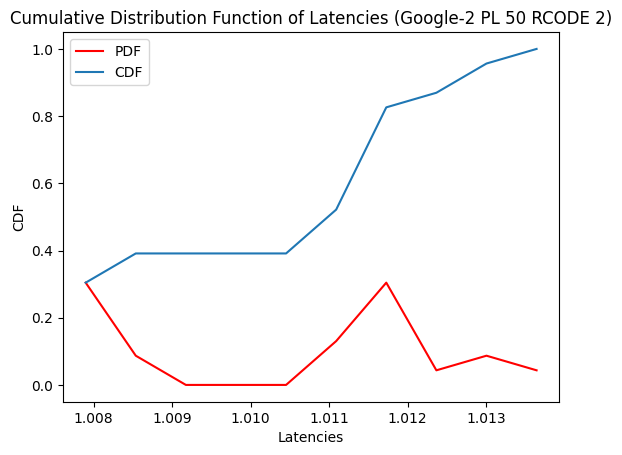 Cumulative Distribution Function of Latencies (Google-2 PL 50 RCODE 2)
PDF
CDF
1.0
0.8
0.6
0.4
0.2
0.0
CDF
1.008
1.009
1.010
1.011
1.012
1.013
Latencies